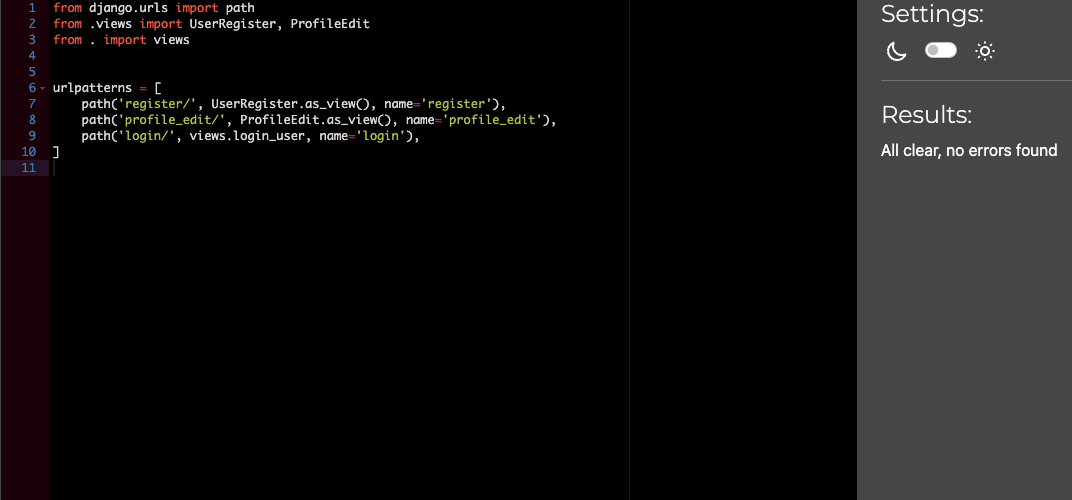 1 from django.urls import path
2 from .views import UserRegister, ProfileEdit
3 from . import views
4
5
6 urlpatterns = [
7     path('register/', UserRegister.as_view(), name='register'),
8     path('profile_edit/', ProfileEdit.as_view(), name='profile_edit'),
9     path('login/', views.login_user, name='login'),
10 ]
11
Settings:
Results:
All clear, no errors found